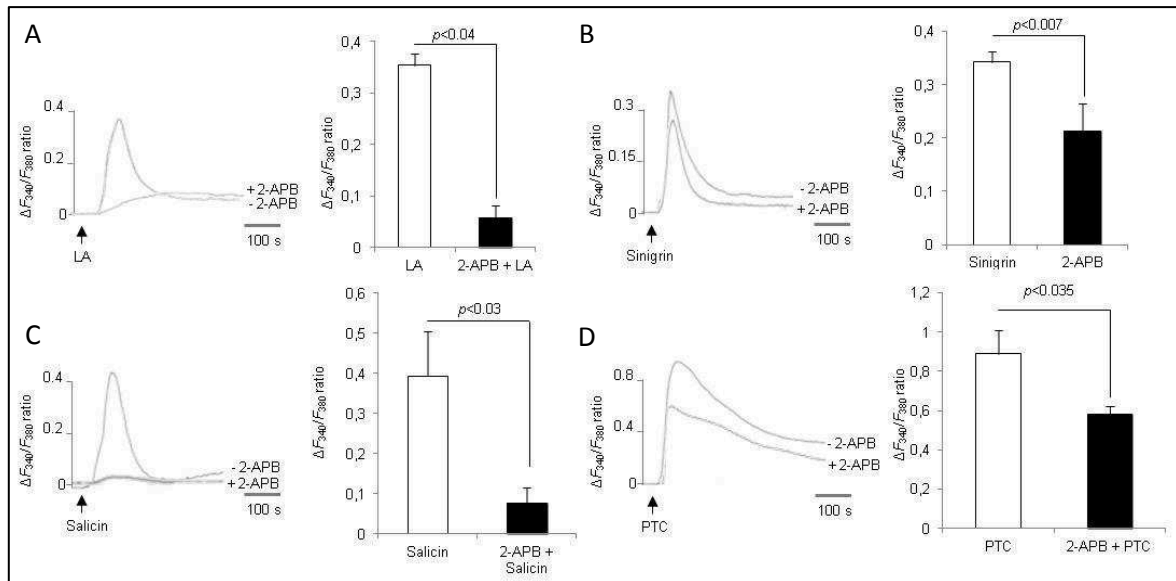 A
ΔF340/F380 ratio
0.4
0.2
0
+2-APB
-2-APB
100 s
LA
ΔF340/F380 ratio
0,4
0,3
0,2
0,1
0
p<0.04
LA
2-APB + LA
B
ΔF340/F380 ratio
0.3
0.15
0
-2-APB
+2-APB
100 s
Sinigrin
ΔF340/F380 ratio
0,4
0,3
0,2
0,1
0
p<0.007
Sinigrin
2-APB
C
ΔF340/F380 ratio
0.4
0.2
0
-2-APB
+2-APB
100 s
Salicin
ΔF340/F380 ratio
0,6
0,5
0,4
0,3
0,2
0,1
0
p<0.03
Salicin
2-APB +
Salicin
D
ΔF340/F380 ratio
0.8
0.4
0
-2-APB
+2-APB
100 s
PTC
ΔF340/F380 ratio
1,2
1
0,8
0,6
0,4
0,2
0
p<0.035
PTC
2-APB + PTC